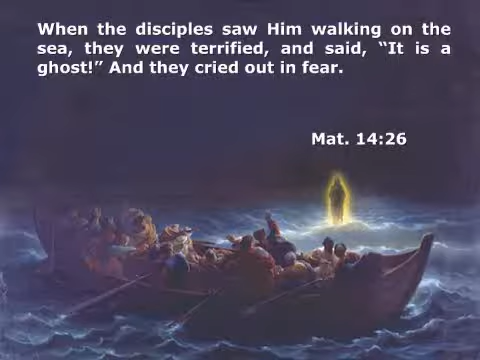 When the disciples saw Him walking on the
sea, they were terrified, and said, “It is a
ghost!” And they cried out in fear.
Mat. 14:26